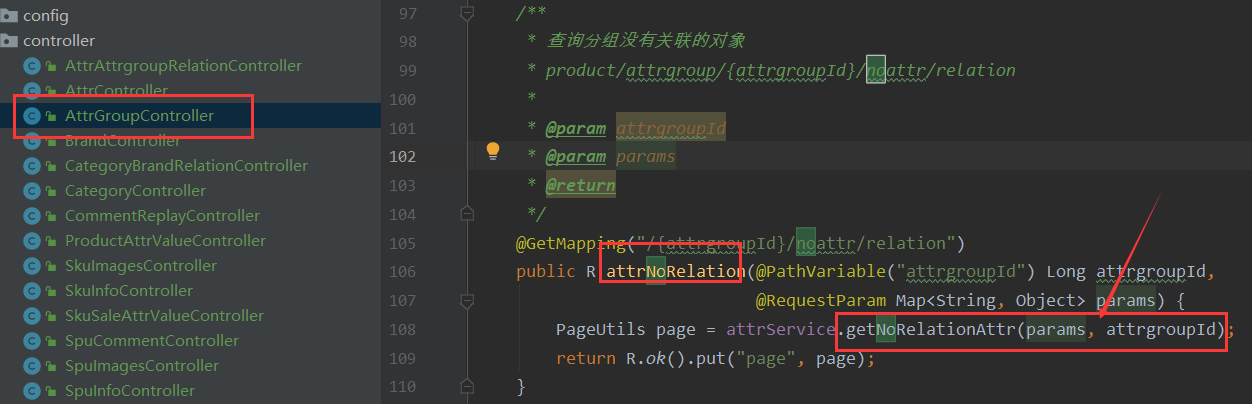 config
controller
AttrAttrgroupRelationController
AttrController
AttrGroupController
BrandController
CategoryBrandRelationController
CategoryController
CommentReplayController
ProductAttrValueController
SkuImagesController
SkuInfoController
SkuSaleAttrValueController
SpuCommentController
SpuImagesController
SpuInfoController
97 /**
98 * 查询分组没有关联的对象
99 * product/attrgroup/{attrgroupId}/noattr/relation
100 *
101 * @param attrgroupId
102 * @param params
103 * @return
104 */
105 @GetMapping("/{attrgroupId}/noattr/relation")
106 public R attrNoRelation(@PathVariable("attrgroupId") Long attrgroupId,
107 @RequestParam Map<String, Object> params) {
108 PageUtils page = attrService.getNoRelationAttr(params, attrgroupId);
109 return R.ok().put("page", page);
110 }